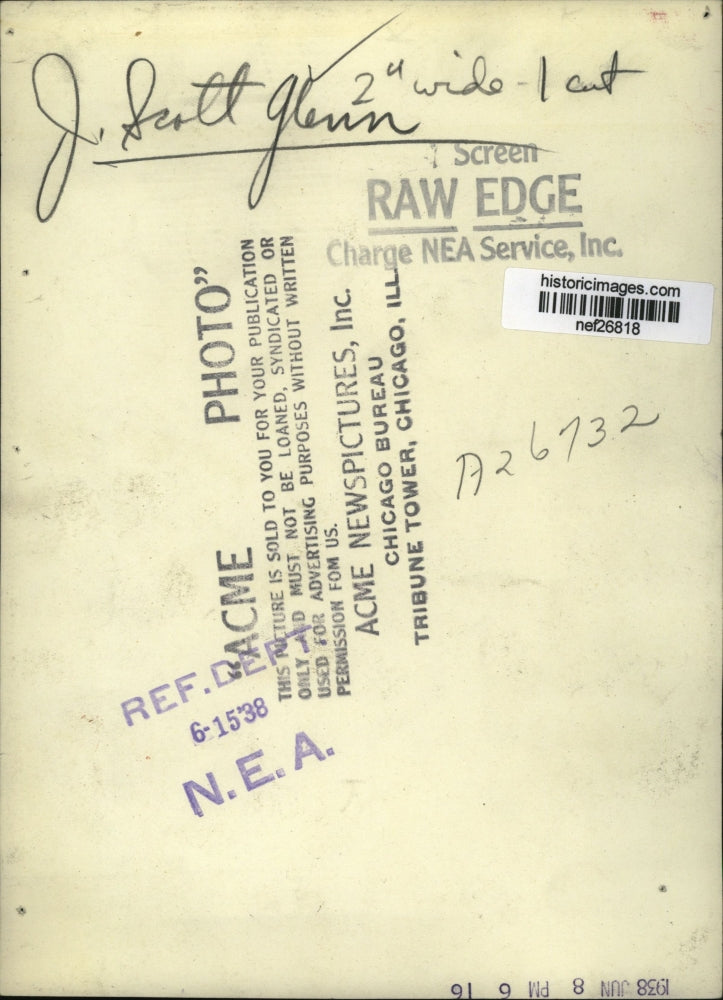 J. Scott Glenn
2" wide - 1 cut
Screen
RAW EDGE
Charge NEA Service, Inc.
historicimages.com
nef26818
"ACME PHOTO"
THIS PICTURE IS SOLD TO YOU FOR YOUR PUBLICATION
ONLY AND MUST NOT BE LOANED, SYNDICATED OR
USED FOR ADVERTISING PURPOSES WITHOUT WRITTEN
PERMISSION FOM US.
ACME NEWSPICTURES, Inc.
CHICAGO BUREAU
TRIBUNE TOWER, CHICAGO, ILL.
A26732
REF. DEPT.
6-15'38
N.E.A.
1938 JUN 8 PM 6 16